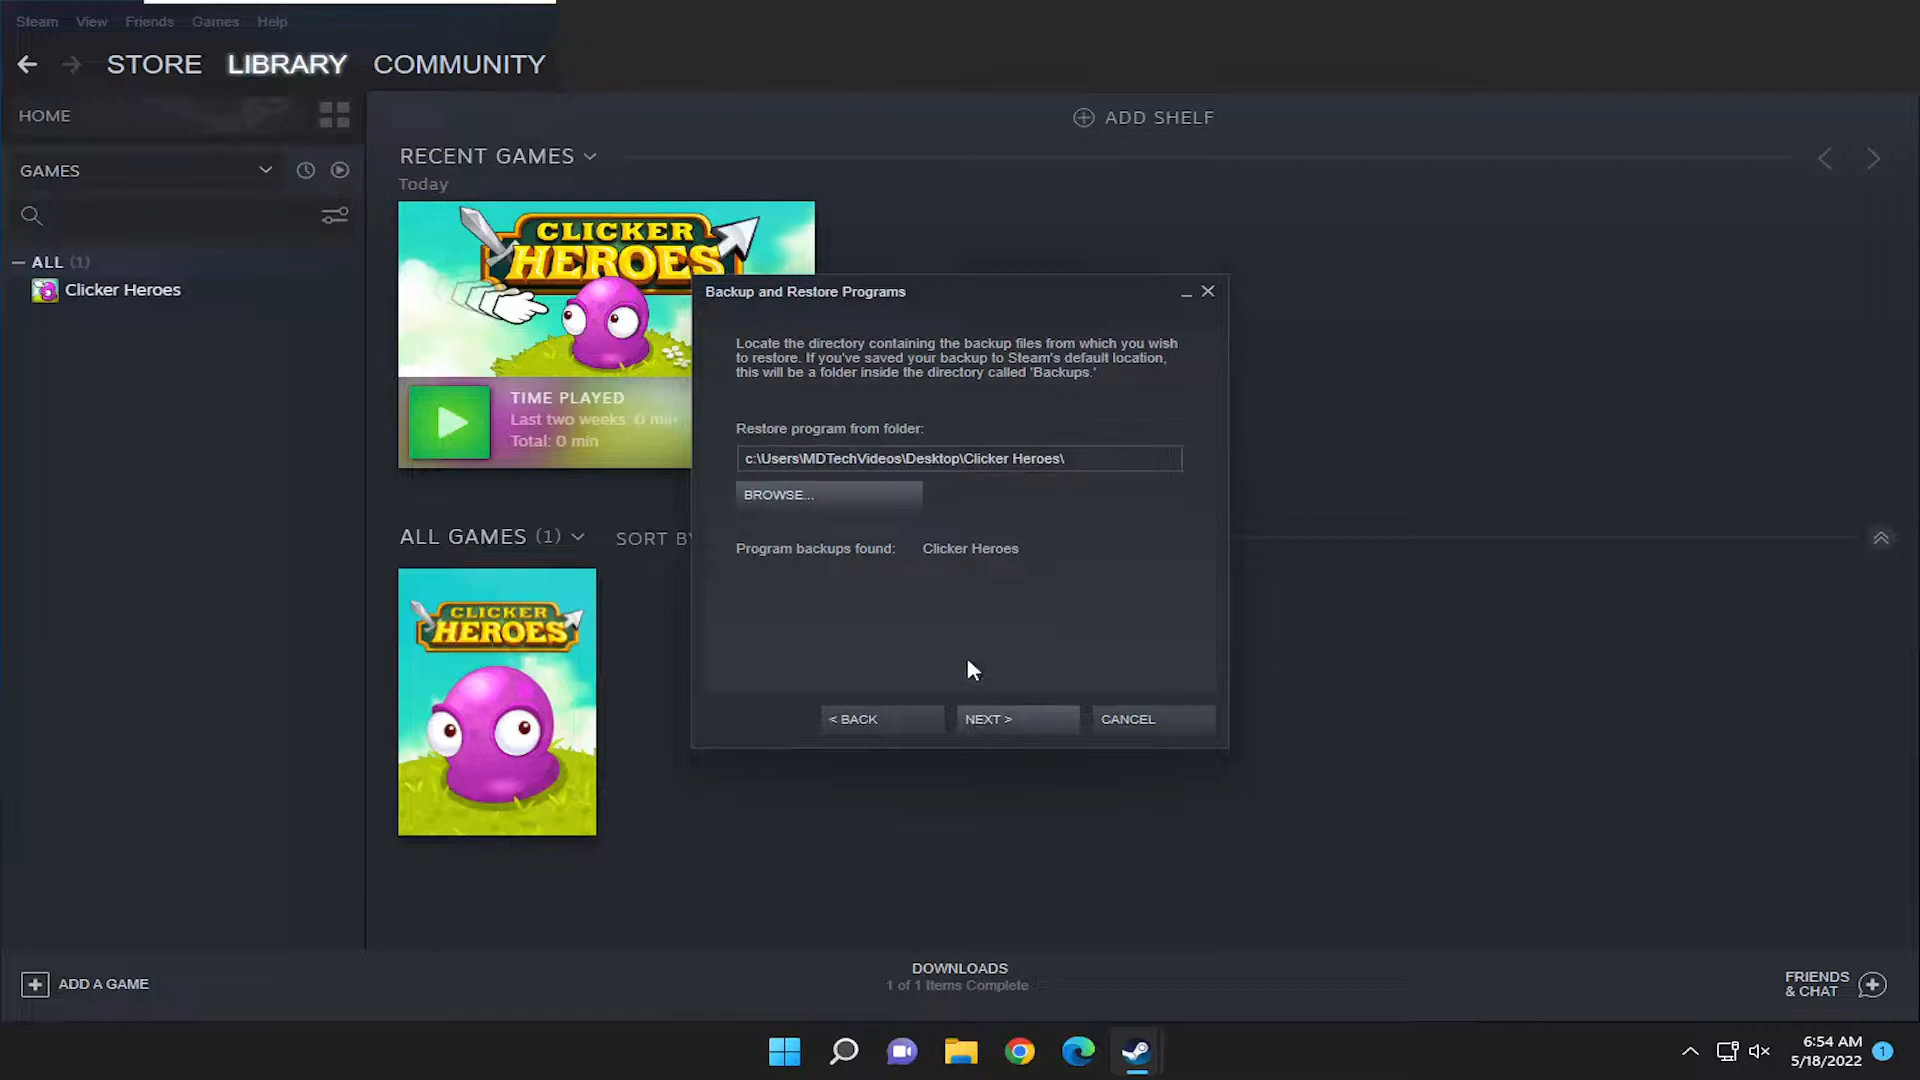 Steam View Friends Games Help
STORE LIBRARY COMMUNITY
HOME
ADD SHELF
GAMES
RECENT GAMES
Today
ALL (1)
Clicker Heroes
CLICKER
HEROES
TIME PLAYED
Last two weeks: 0 min
Total: 0 min
Backup and Restore Programs
Locate the directory containing the backup files from which you wish
to restore. If you've saved your backup to Steam's default location,
this will be a folder inside the directory called 'Backups.'
Restore program from folder:
c:\Users\MDTechVideos\Desktop\Clicker Heroes\
BROWSE...
Program backups found: Clicker Heroes
< BACK NEXT > CANCEL
ALL GAMES (1) SORT BY
CLICKER
HEROES
ADD A GAME
DOWNLOADS
1 of 1 Items Complete
FRIENDS
& CHAT
6:54 AM
5/18/2022
1